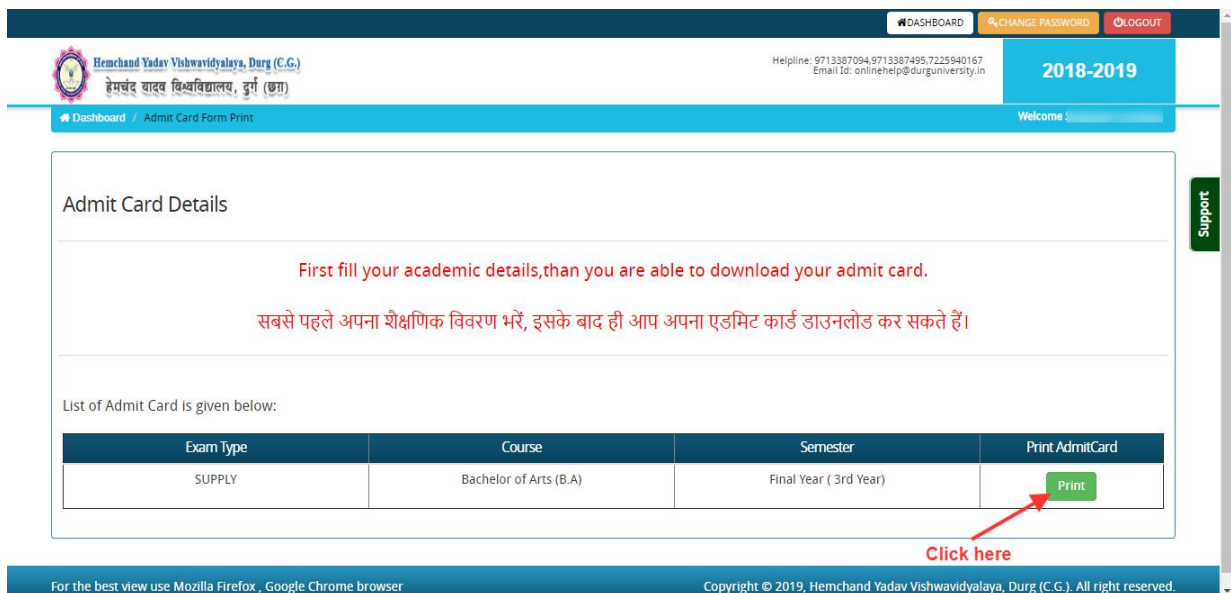 DASHBOARD CHANGE PASSWORD LOGOUT
Hemchand Yadav Vishwavidyalaya, Durg (C.G.)
हेमचंद यादव विश्वविद्यालय, दुर्ग (छग)
Helpline: 9713387094,9713387495,7225940167
Email Id: onlinehelp@durguniversity.in
2018-2019
Dashboard / Admit Card Form Print
Welcome
Support
Admit Card Details
First fill your academic details,than you are able to download your admit card.
सबसे पहले अपना शैक्षणिक विवरण भरें, इसके बाद ही आप अपना एडमिट कार्ड डाउनलोड कर सकते हैं।
List of Admit Card is given below:
Exam Type Course Semester Print AdmitCard
SUPPLY Bachelor of Arts (B.A) Final Year ( 3rd Year) Print
Click here
For the best view use Mozilla Firefox , Google Chrome browser Copyright © 2019, Hemchand Yadav Vishwavidyalaya, Durg (C.G.). All right reserved.